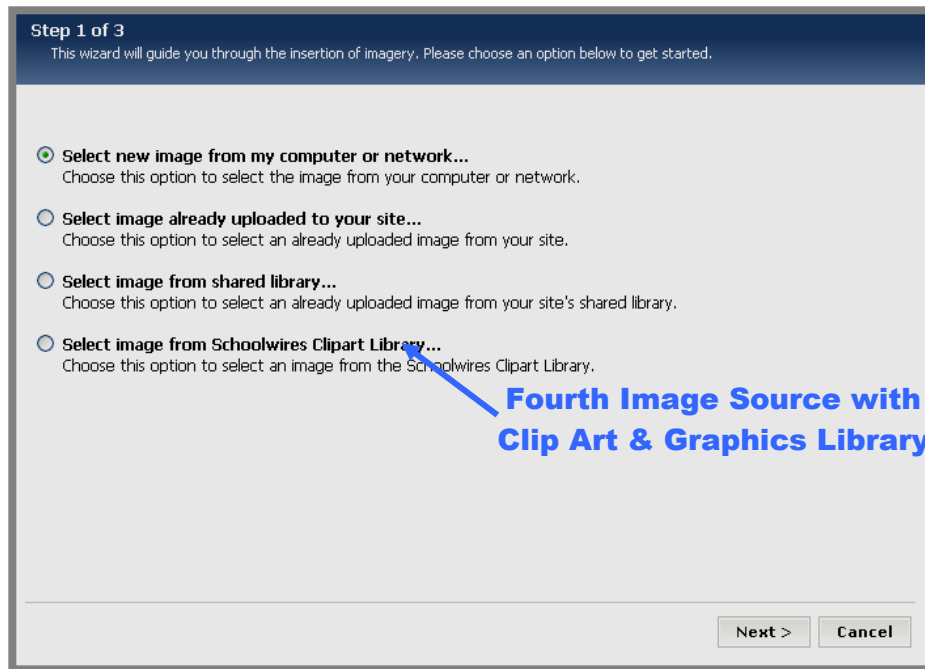 Step 1 of 3
This wizard will guide you through the insertion of imagery. Please choose an option below to get started.
Select new image from my computer or network...
Choose this option to select the image from your computer or network.
Select image already uploaded to your site...
Choose this option to select an already uploaded image from your site.
Select image from shared library...
Choose this option to select an already uploaded image from your site's shared library.
Select image from Schoolwires Clipart Library...
Choose this option to select an image from the Schoolwires Clipart Library.
Fourth Image Source with
Clip Art & Graphics Library
Next >
Cancel